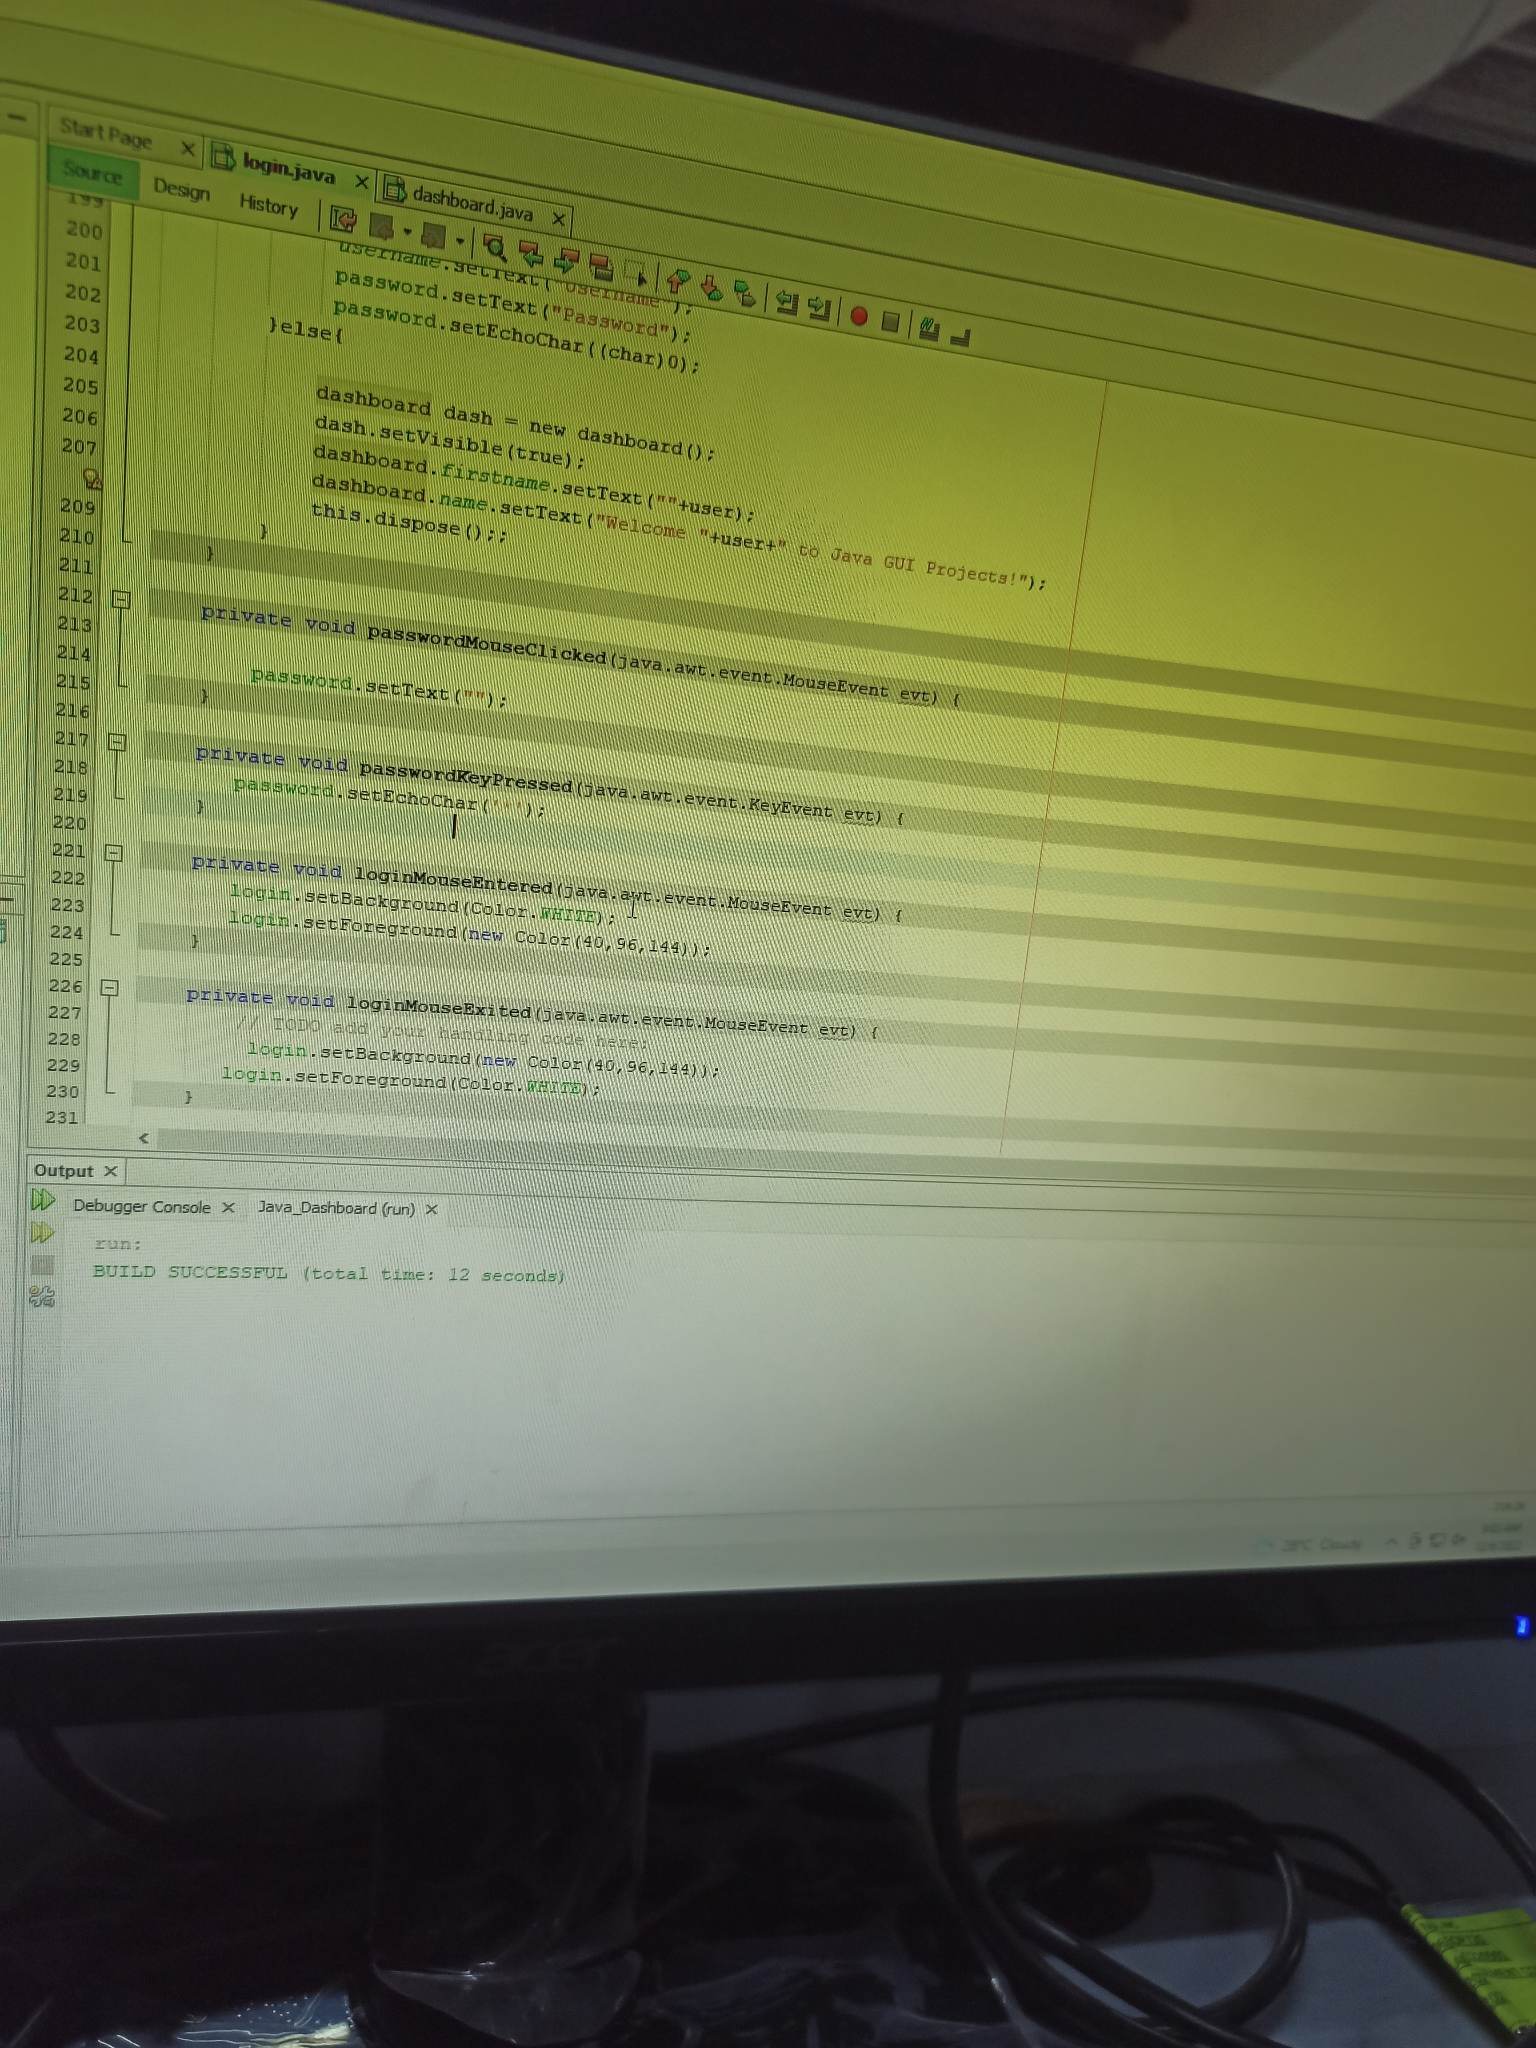 Start Page
login.java
dashboard.java
Source
Design
History
199
200
201
202
203
204
205
206
207
209
210
211
212
213
214
215
216
217
218
219
220
221
222
223
224
225
226
227
228
229
230
231
username.setText("Username");
password.setText("Password");
password.setEchoChar((char)0);
}else{
dashboard dash = new dashboard();
dash.setVisible(true);
dashboard.firstname.setText(""+user);
dashboard.name.setText("Welcome "+user+" to Java GUI Projects!");
this.dispose();;
}
}
private void passwordMouseClicked(java.awt.event.MouseEvent evt) {
password.setText("");
}
private void passwordKeyPressed(java.awt.event.KeyEvent evt) {
password.setEchoChar('*');
}
private void loginMouseEntered(java.awt.event.MouseEvent evt) {
login.setBackground(Color.WHITE);
login.setForeground(new Color(40,96,144));
}
private void loginMouseExited(java.awt.event.MouseEvent evt) {
// TODO add your handling code here:
login.setBackground(new Color(40,96,144));
login.setForeground(Color.WHITE);
}
Output
Debugger Console
Java_Dashboard (run)
run:
BUILD SUCCESSFUL (total time: 12 seconds)
Cloudy
acer